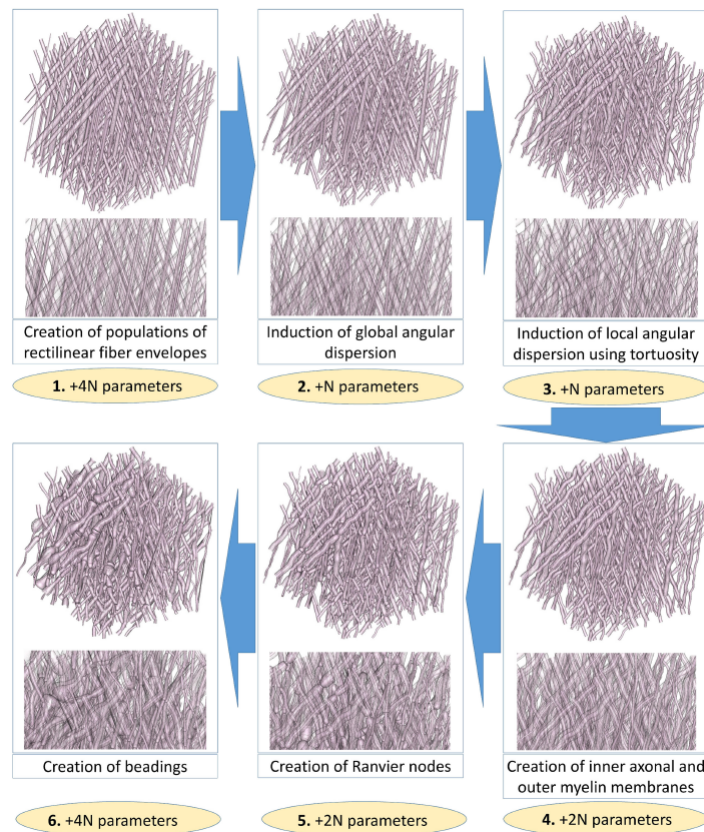 Creation of populations of
rectilinear fiber envelopes
1. +4N parameters
Induction of global angular
dispersion
2. +N parameters
Induction of local angular
dispersion using tortuosity
3. +N parameters
Creation of inner axonal and
outer myelin membranes
4. +2N parameters
Creation of Ranvier nodes
5. +2N parameters
Creation of beadings
6. +4N parameters